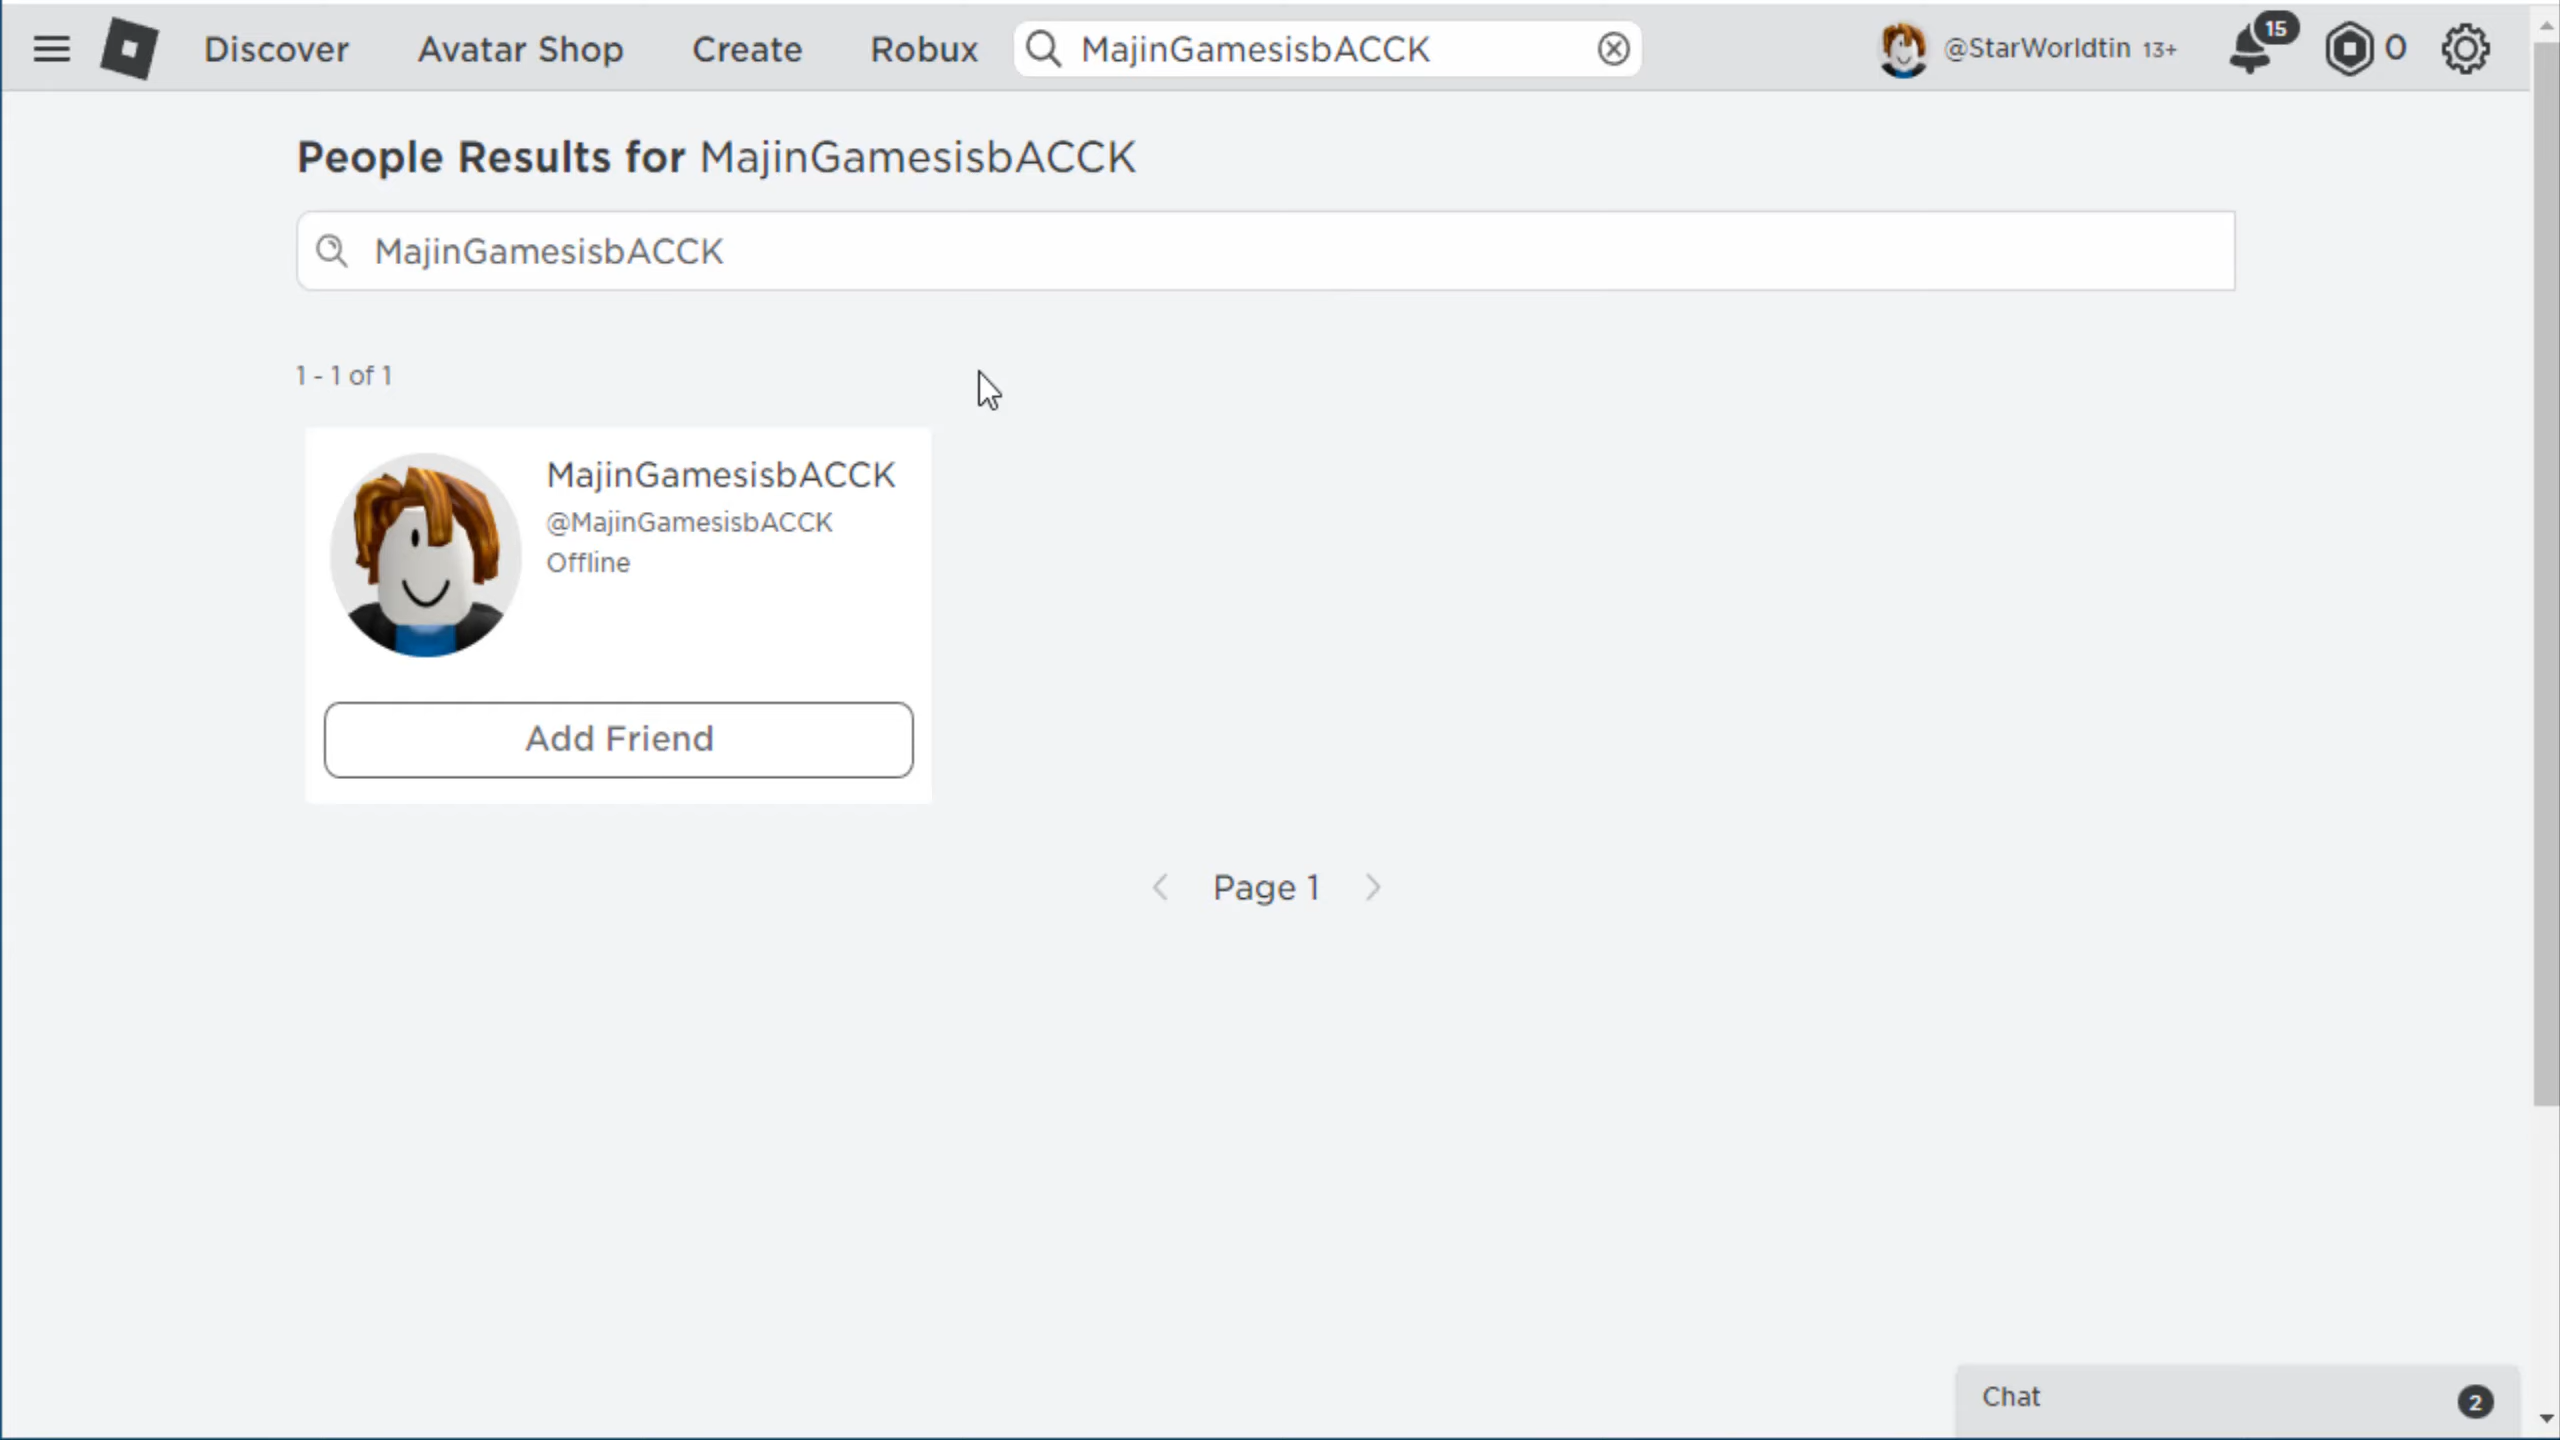 Discover Avatar Shop Create Robux MajinGamesisbACCK @StarWorldtin 13+ 15 0
People Results for MajinGamesisbACCK
MajinGamesisbACCK
1 - 1 of 1
MajinGamesisbACCK
@MajinGamesisbACCK
Offline
Add Friend
Page 1
Chat 2